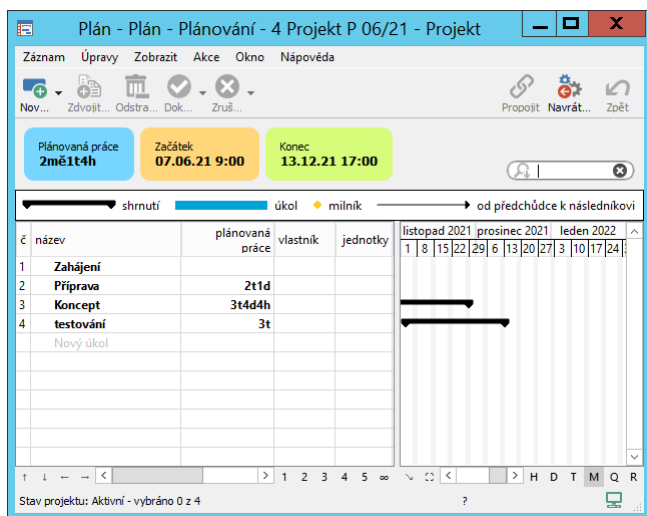 Plán - Plán - Plánování - 4 Projekt P 06/21 - Projekt
Záznam Úpravy Zobrazit Akce Okno Nápověda
Nov... Zdvojit... Odstra... Dok... Zruš... Propojit Navrát... Zpět
Plánovaná práce
2mě1t4h
Začátek
07.06.21 9:00
Konec
13.12.21 17:00
shrnutí úkol milník od předchůdce k následníkovi
č název plánovaná práce vlastník jednotky
listopad 2021 prosinec 2021 leden 2022
1 8 15 22 29 6 13 20 27 3 10 17 24
1 Zahájení
2 Příprava 2t1d
3 Koncept 3t4d4h
4 testování 3t
Nový úkol
1 2 3 4 5 ∞ H D T M Q R
Stav projektu: Aktivní - vybráno 0 z 4 ?